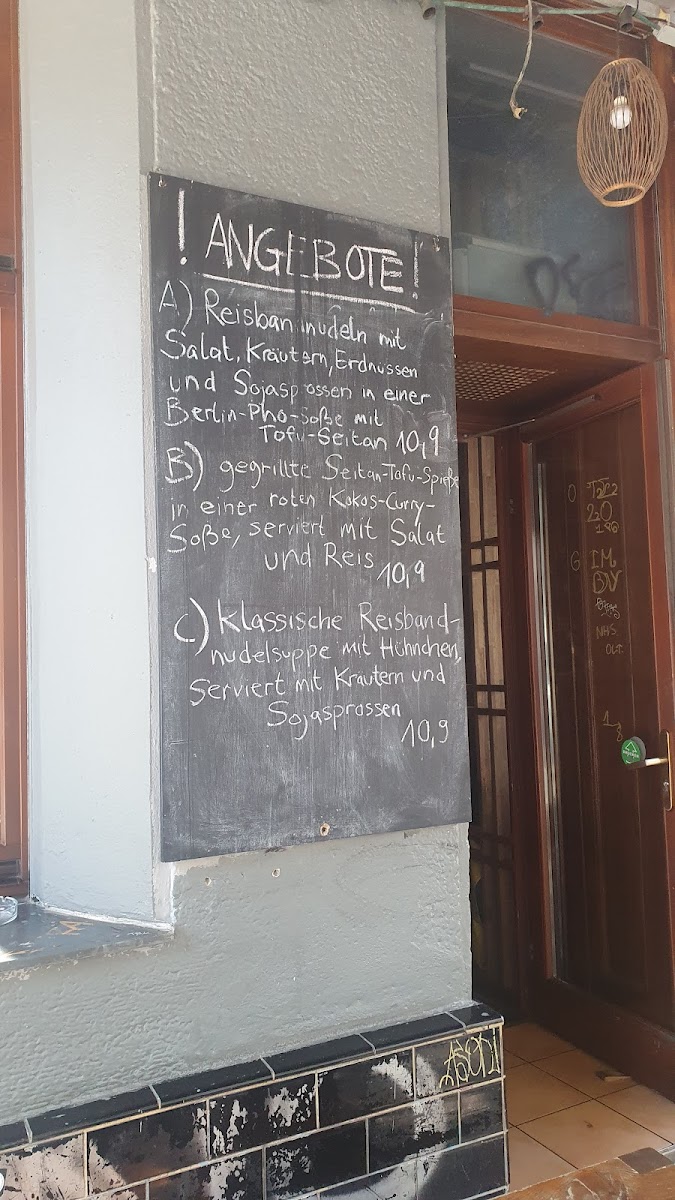 ! ANGEBOTE!
A) Reisbandnudeln mit
Salat, Kräutern, Erdnüssen
und Sojasprossen in einer
Berlin-Pho-Soße mit
Tofu-Seitan 10,9
B) gegrillte Seitan-Tofu-Spieße
in einer roten Kokos-Curry-
Soße, serviert mit Salat
und Reis 10,9
C) klassische Reisband-
nudelsuppe mit Hühnchen,
serviert mit Kräutern und
Sojasprossen
10,9